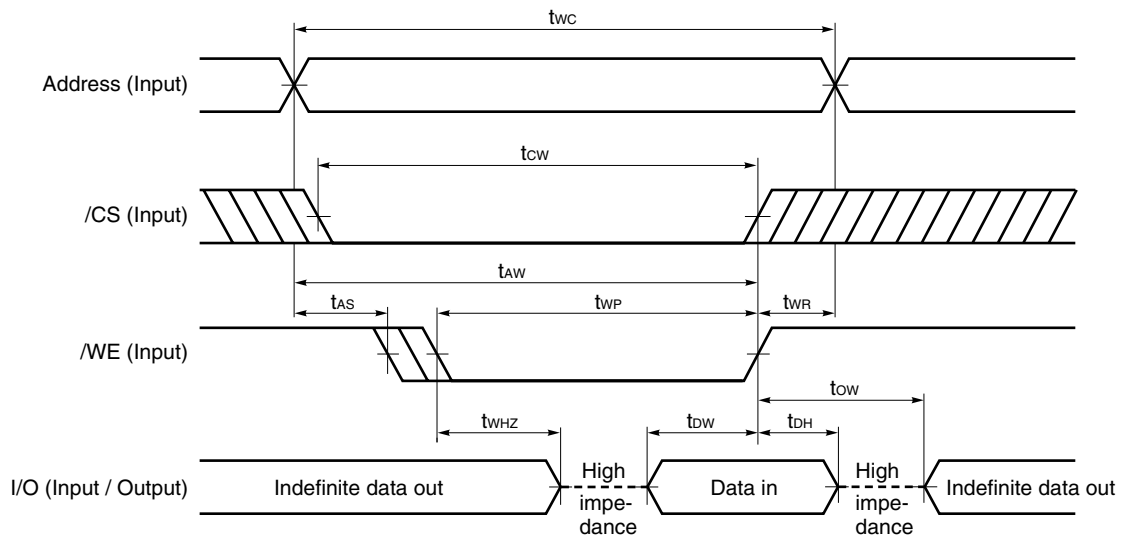 tWC
Address (Input)
tCW
/CS (Input)
tAW
tAS
tWP
tWR
/WE (Input)
tOW
tWHZ
tDW
tDH
I/O (Input / Output)
Indefinite data out
High
impe-
dance
Data in
High
impe-
dance
Indefinite data out